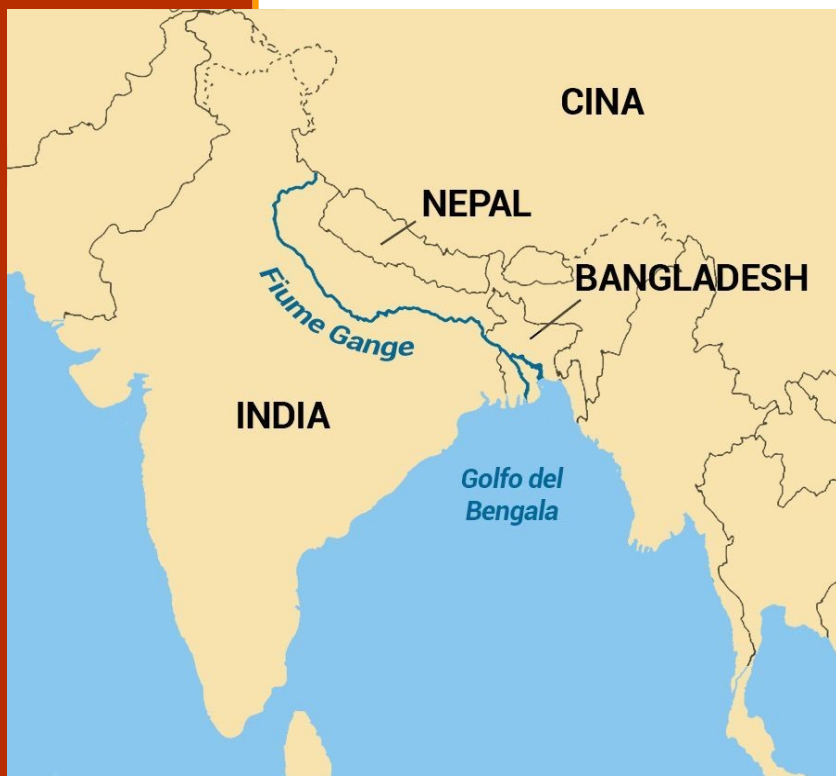 CINA
NEPAL
BANGLADESH
Fiume Gange
INDIA
Golfo del
Bengala